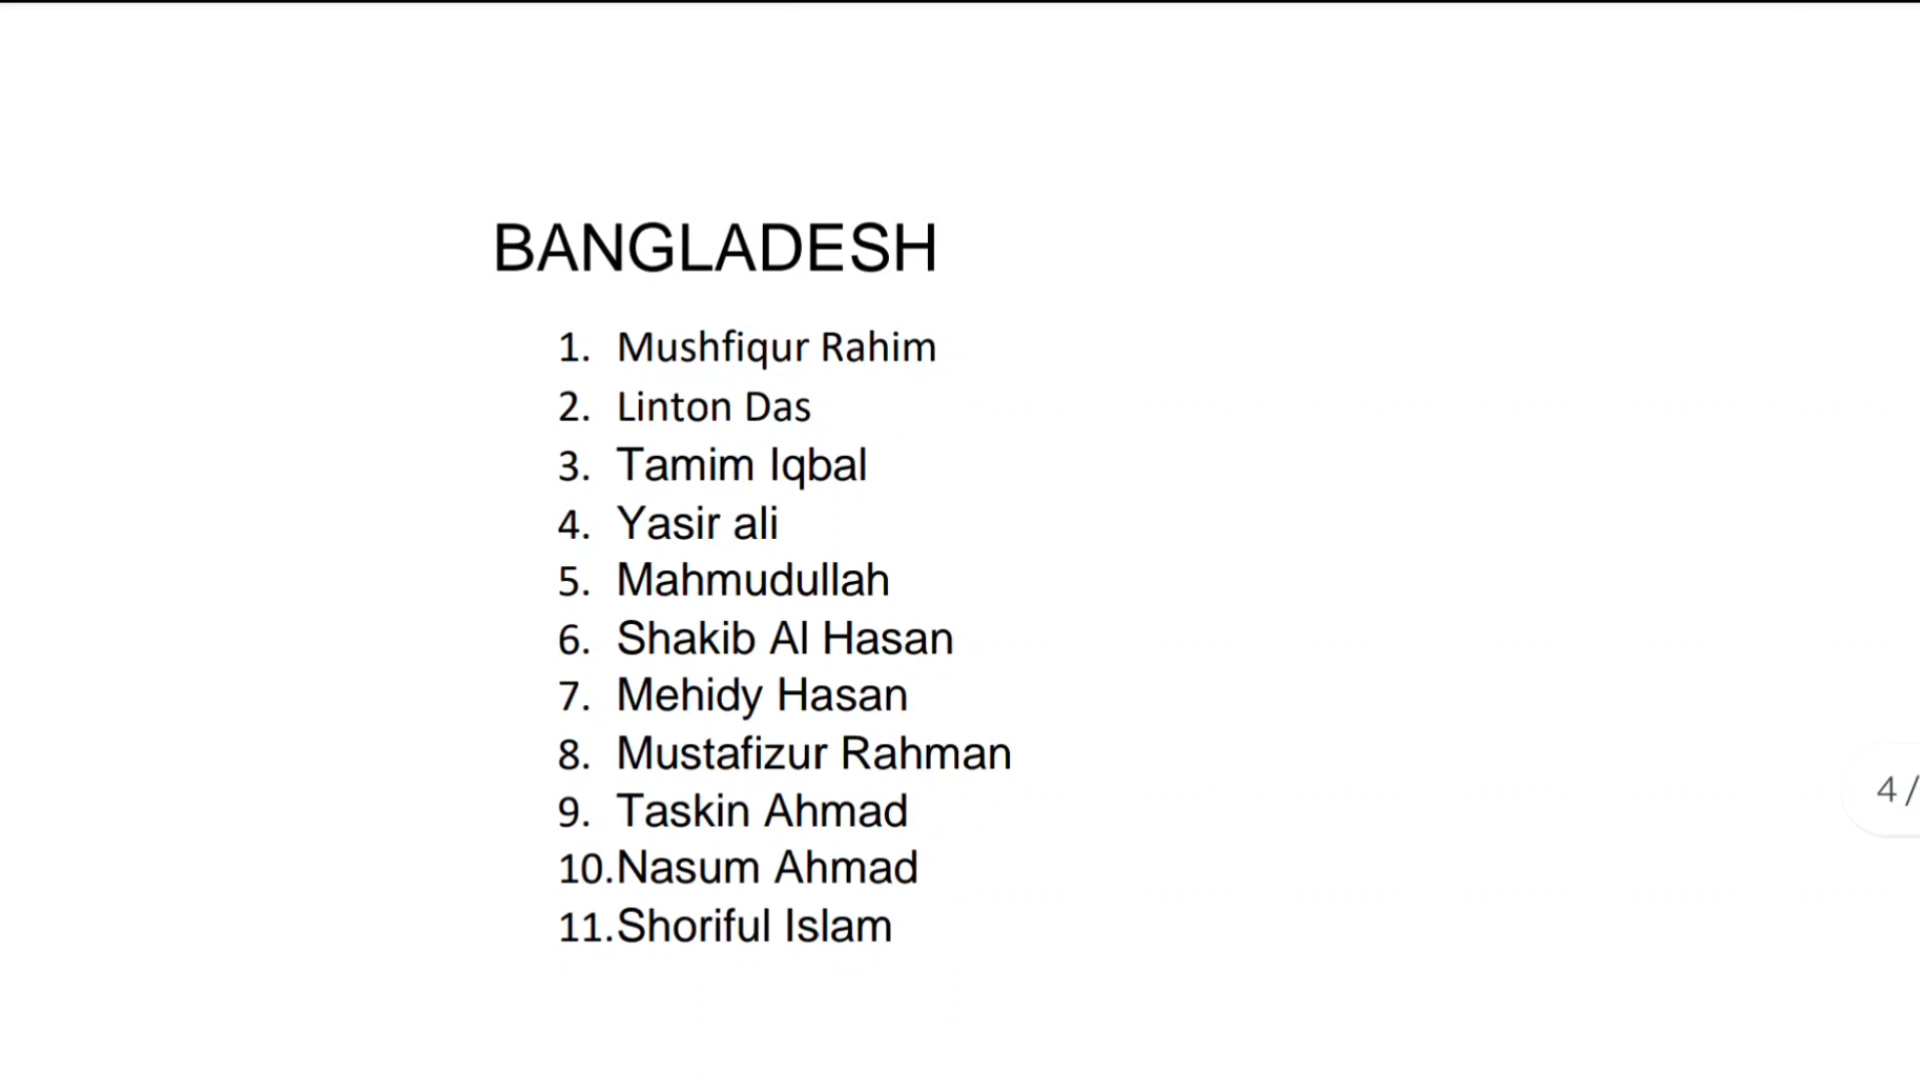 BANGLADESH
1. Mushfiqur Rahim
2. Linton Das
3. Tamim Iqbal
4. Yasir ali
5. Mahmudullah
6. Shakib Al Hasan
7. Mehidy Hasan
8. Mustafizur Rahman
9. Taskin Ahmad
10.Nasum Ahmad
11.Shoriful Islam
4 /